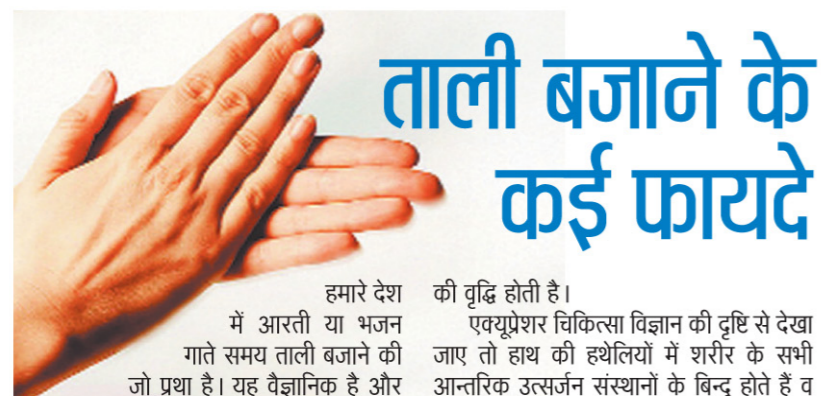 ताली बजाने के
कई फायदे
हमारे देश
में आरती या भजन
गाते समय ताली बजाने की
जो प्रथा है। यह वैज्ञानिक है और
की वृद्धि होती है।
एक्यूप्रेशर चिकित्सा विज्ञान की दृष्टि से देखा
जाए तो हाथ की हथेलियों में शरीर के सभी
आन्तरिक उत्सर्जन संस्थानों के बिन्दु होते हैं व